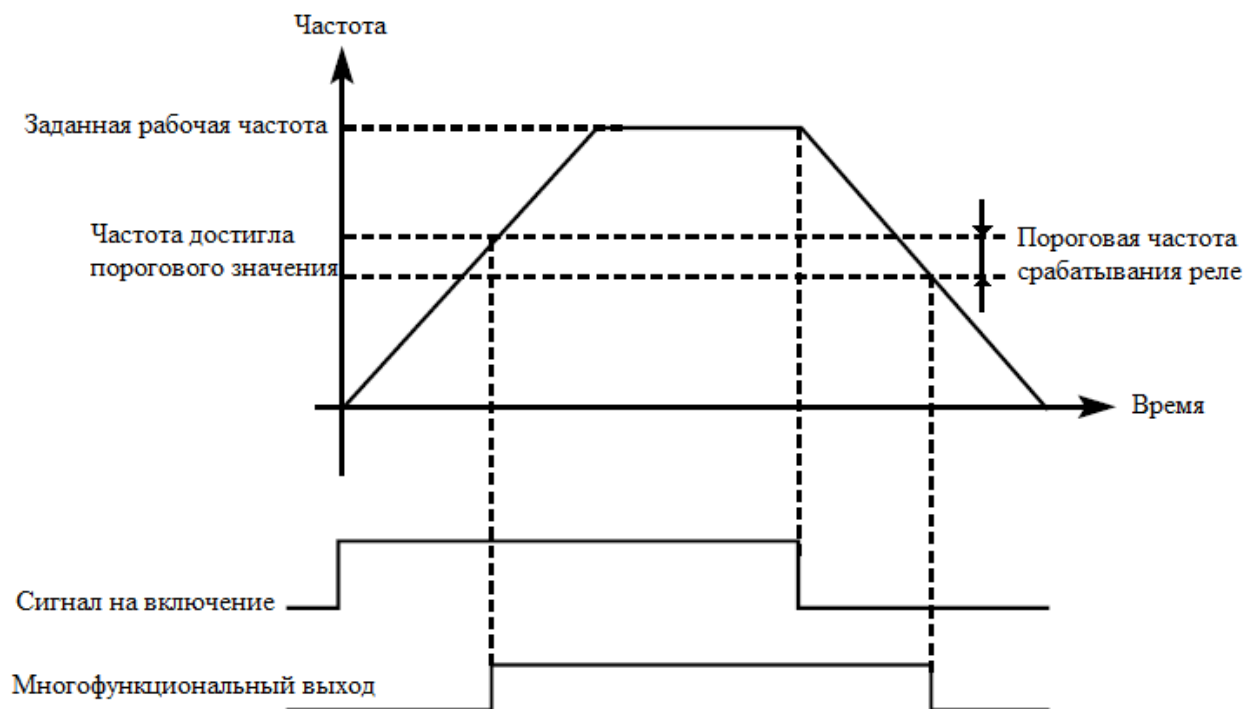 Частота
Заданная рабочая частота
Частота достигла
порогового значения
Пороговая частота
срабатывания реле
Время
Сигнал на включение
Многофункциональный выход